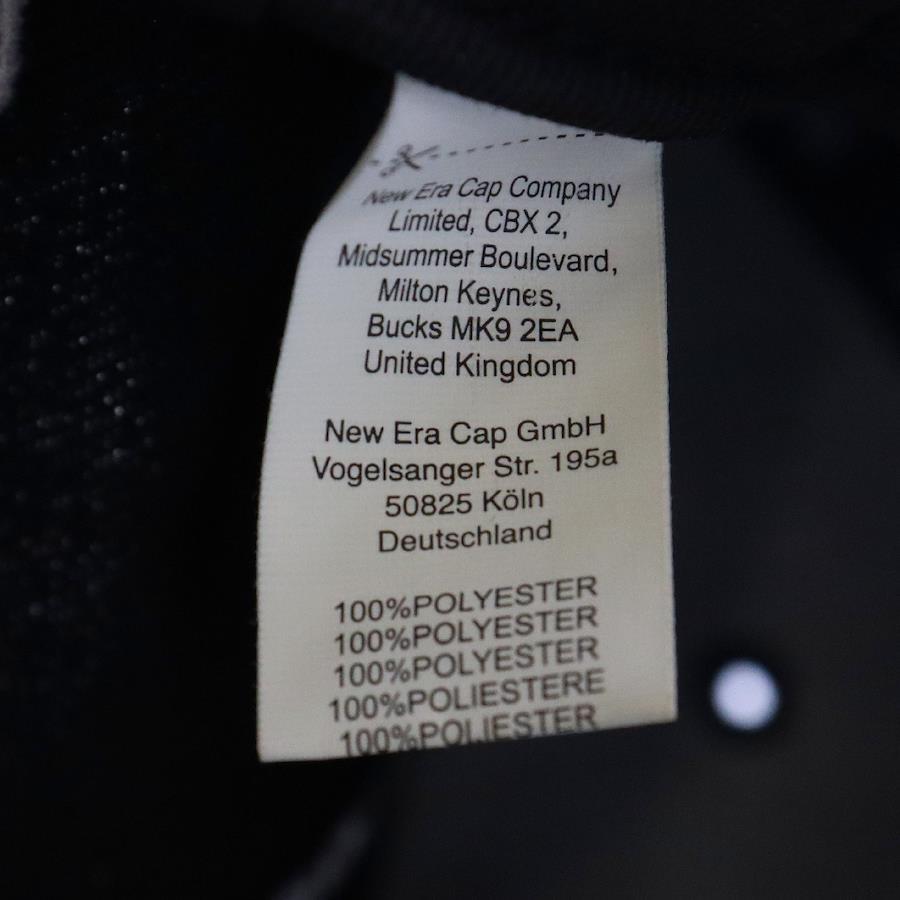 New Era Cap Company
Limited, CBX 2,
Midsummer Boulevard,
Milton Keynes,
Bucks MK9 2EA
United Kingdom
New Era Cap GmbH
Vogelsanger Str. 195a
50825 Köln
Deutschland
100%POLYESTER
100%POLYESTER
100%POLYESTER
100%POLIESTERE
100%POLIESTER